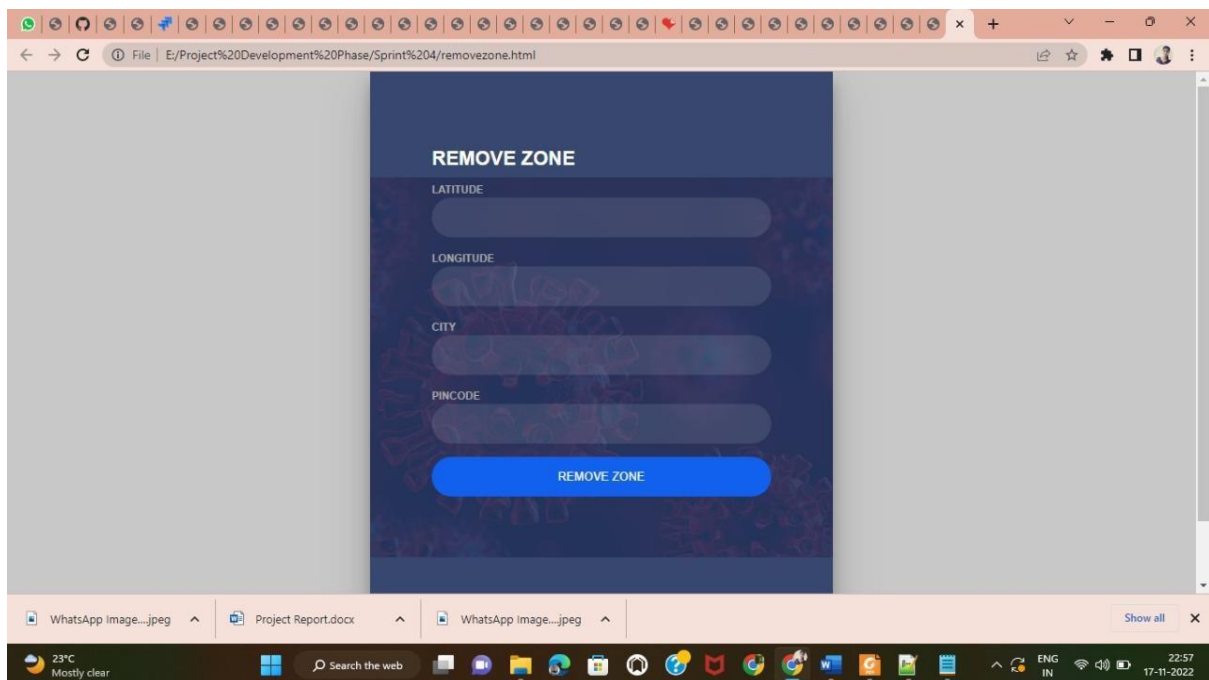 File | E:/Project%20Development%20Phase/Sprint%204/removezone.html
REMOVE ZONE
LATITUDE
LONGITUDE
CITY
PINCODE
REMOVE ZONE
WhatsApp Image....jpeg
Project Report.docx
WhatsApp Image....jpeg
Show all
23°C
Mostly clear
Search the web
ENG
IN
22:57
17-11-2022